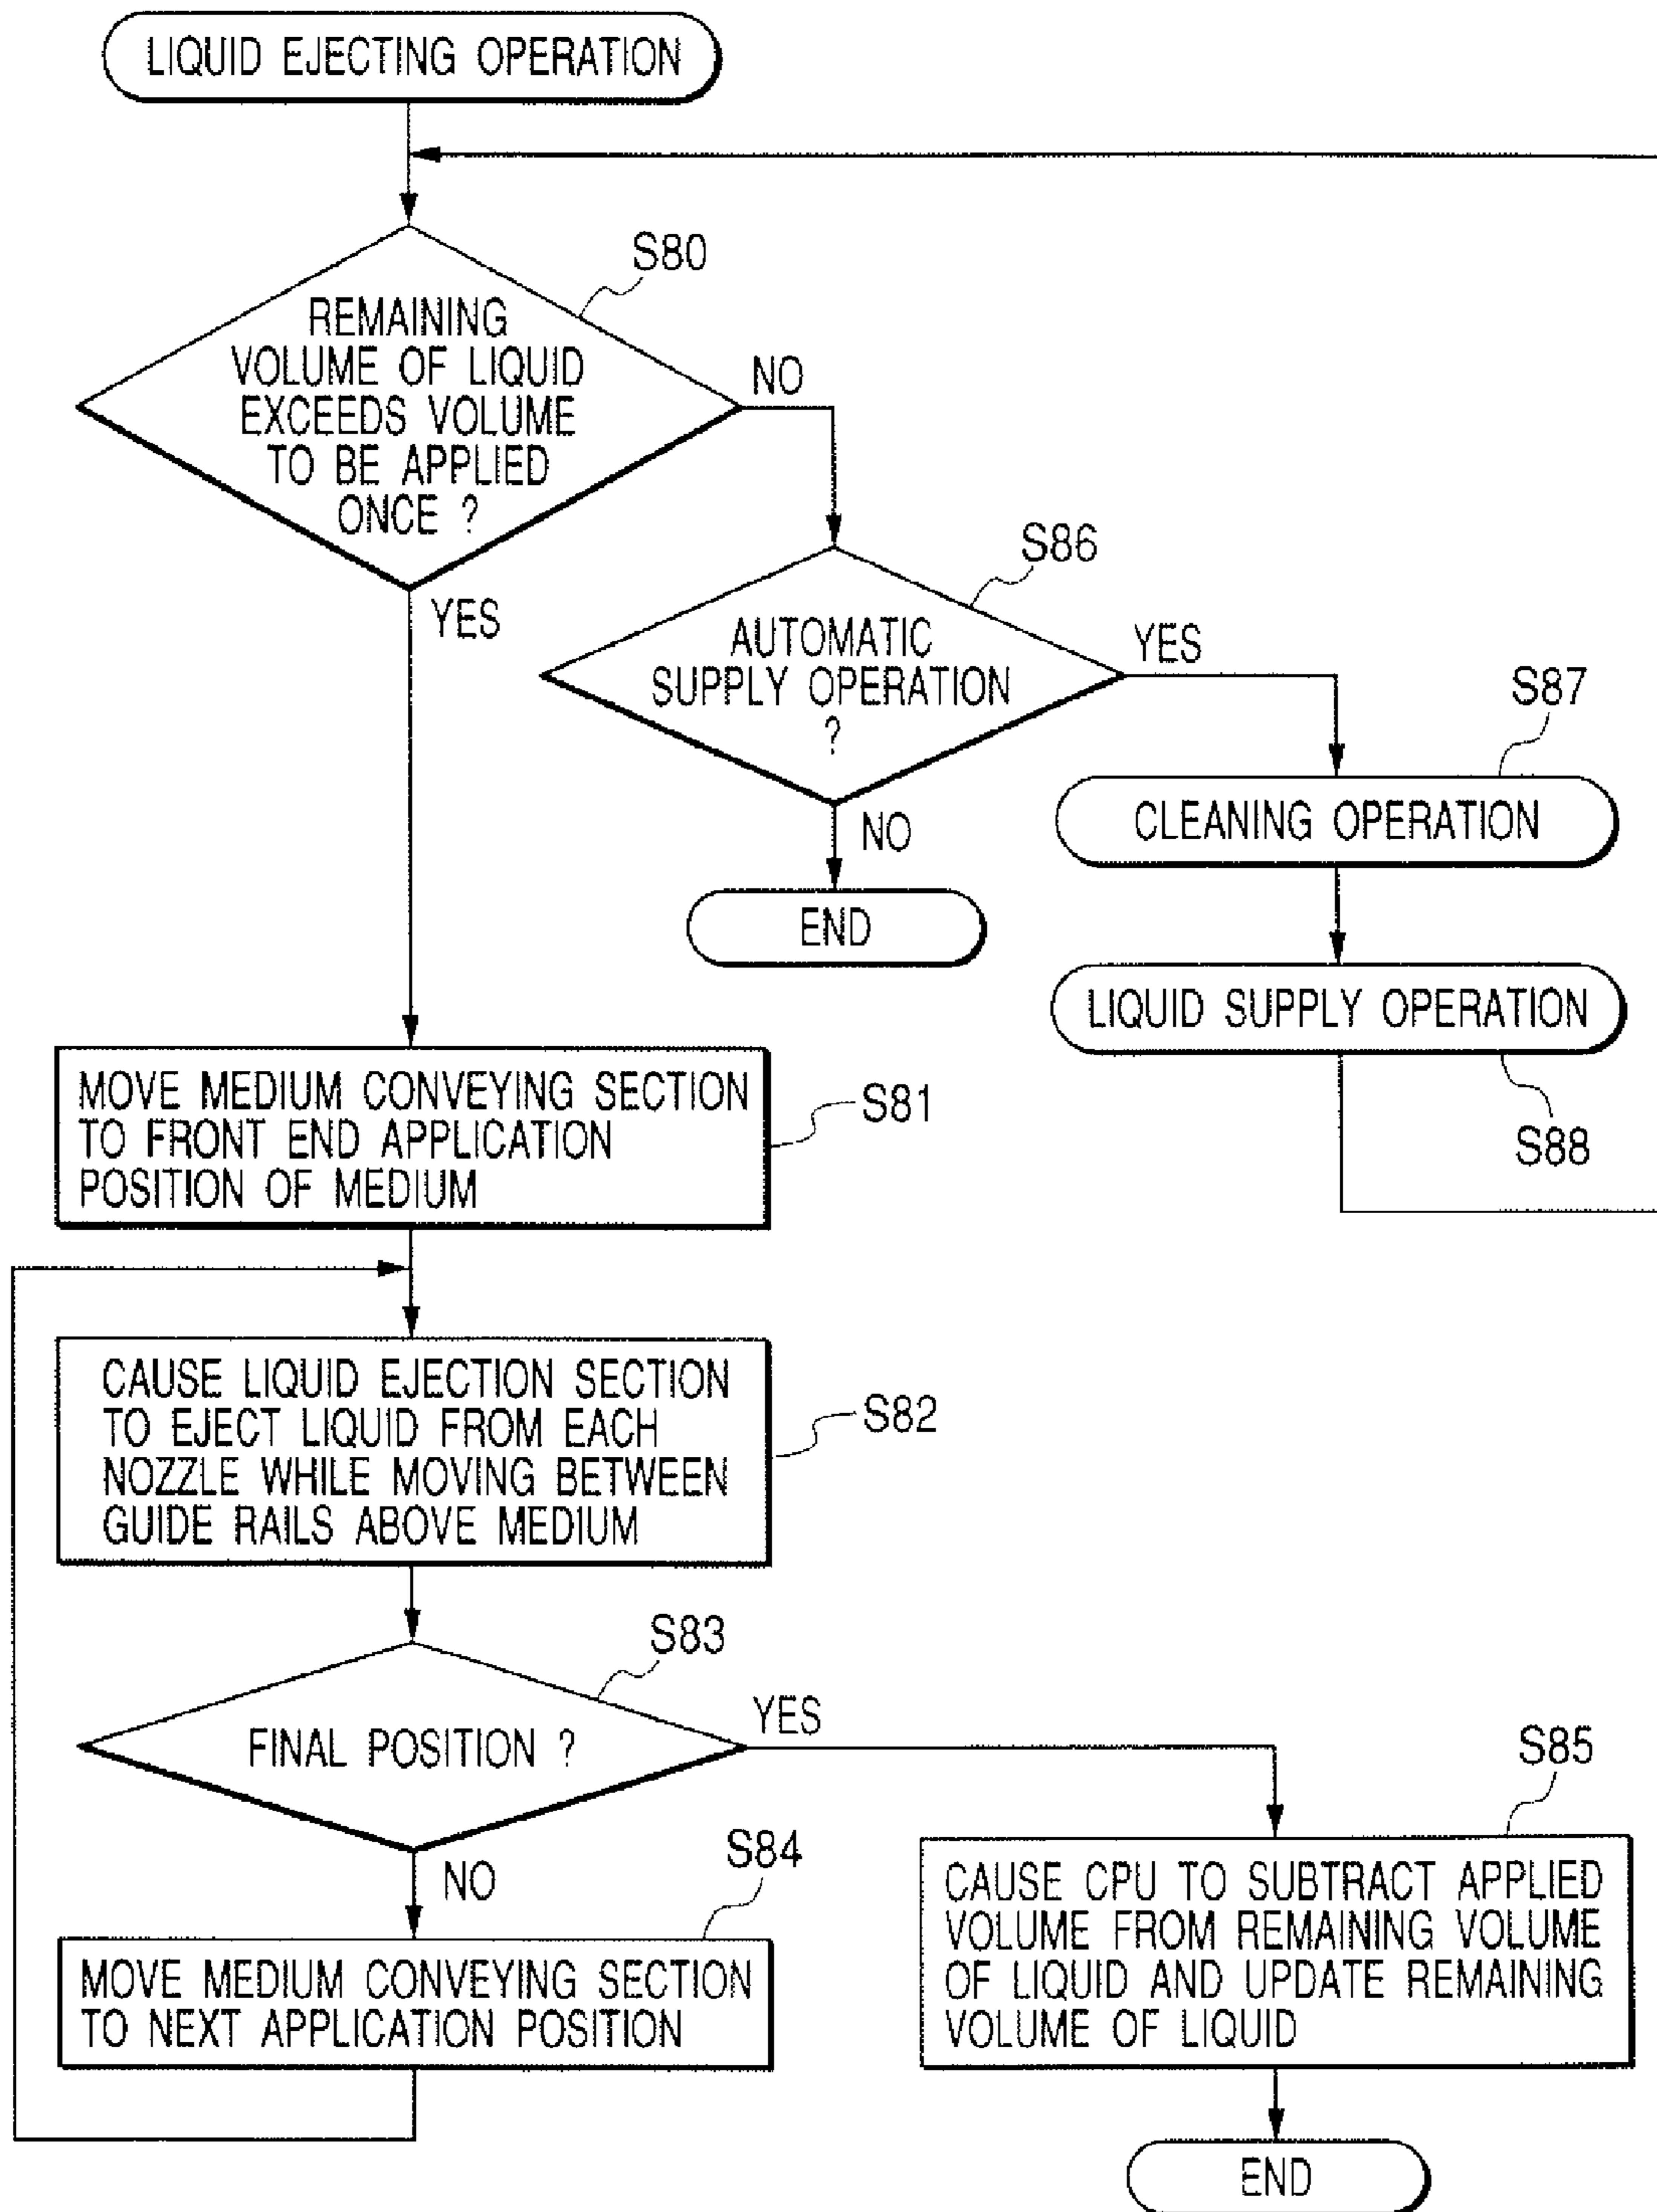 LIQUID EJECTING OPERATION
S80
REMAINING
VOLUME OF LIQUID
EXCEEDS VOLUME
TO BE APPLIED
ONCE ?
NO
YES
S86
AUTOMATIC
SUPPLY OPERATION
?
YES
NO
END
S87
CLEANING OPERATION
LIQUID SUPPLY OPERATION
S88
MOVE MEDIUM CONVEYING SECTION
TO FRONT END APPLICATION
POSITION OF MEDIUM
S81
CAUSE LIQUID EJECTION SECTION
TO EJECT LIQUID FROM EACH
NOZZLE WHILE MOVING BETWEEN
GUIDE RAILS ABOVE MEDIUM
S82
S83
FINAL POSITION ?
YES
NO
S84
MOVE MEDIUM CONVEYING SECTION
TO NEXT APPLICATION POSITION
S85
CAUSE CPU TO SUBTRACT APPLIED
VOLUME FROM REMAINING VOLUME
OF LIQUID AND UPDATE REMAINING
VOLUME OF LIQUID
END